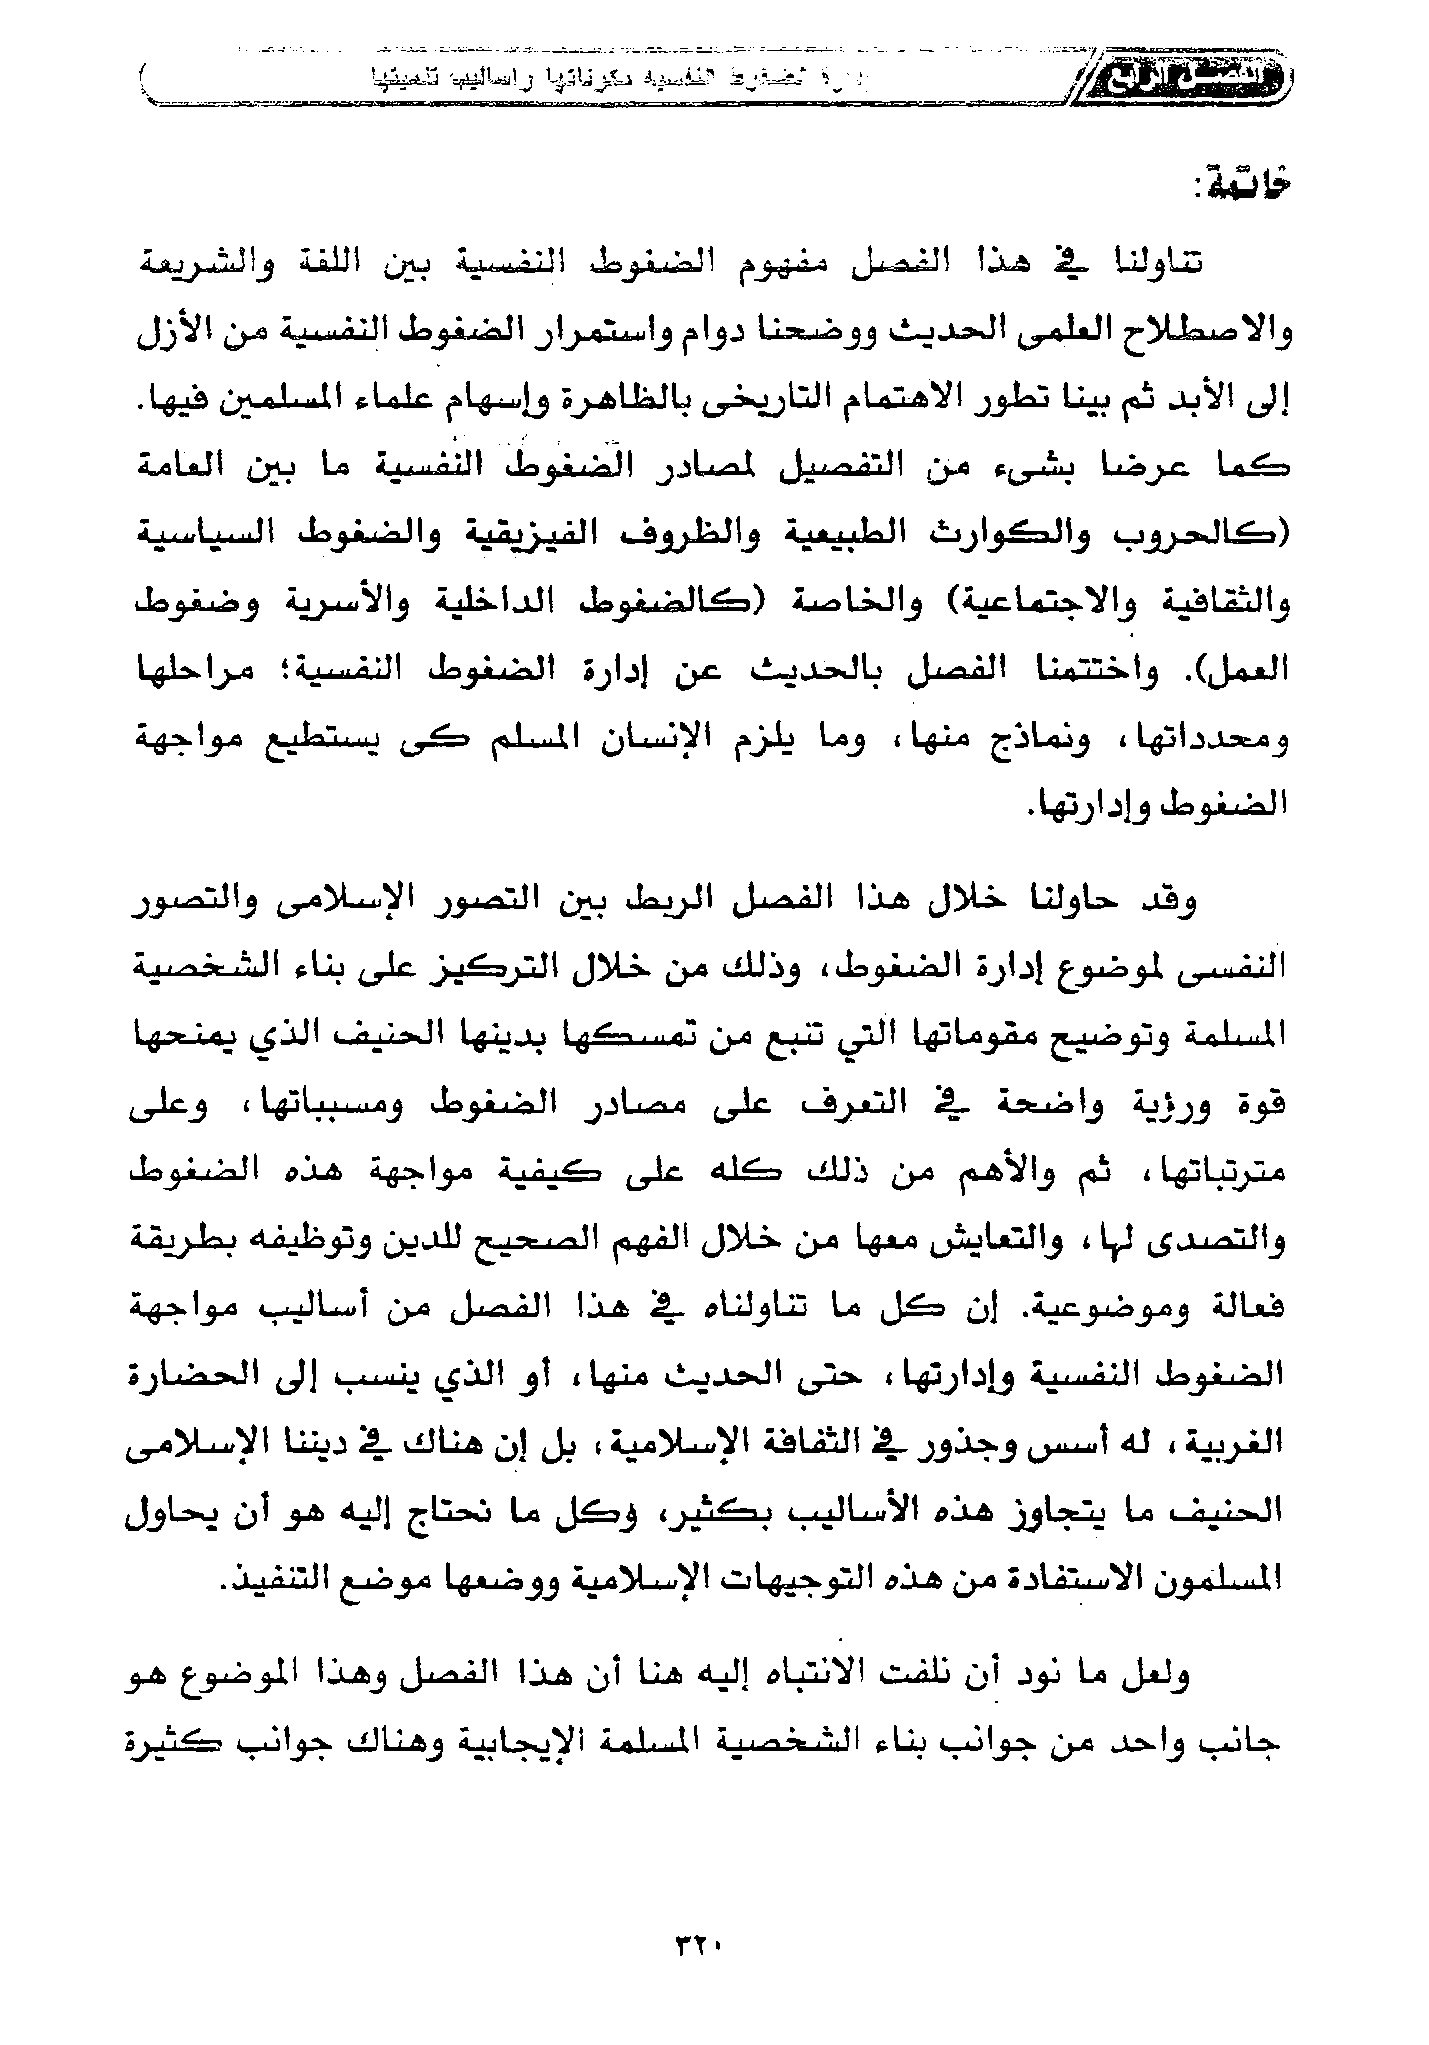 الفصل الرابع
إدارة الضغوط النفسية مكوناتها وأساليب تنميتها
خاتمة:
تناولنا في هذا الفصل مفهوم الضغوط النفسية بين اللغة والشريعة
والاصطلاح العلمى الحديث ووضحنا دوام واستمرار الضغوط النفسية من الأزل
إلى الأبد ثم بينا تطور الاهتمام التاريخى بالظاهرة وإسهام علماء المسلمين فيها.
كما عرضا بشىء من التفصيل لمصادر الضغوط النفسية ما بين العامة
(كالحروب والكوارث الطبيعية والظروف الفيزيقية والضغوط السياسية
والثقافية والاجتماعية) والخاصة (كالضغوط الداخلية والأسرية وضغوط
العمل). واختتمنا الفصل بالحديث عن إدارة الضغوط النفسية؛ مراحلها
ومحدداتها، ونماذج منها، وما يلزم الإنسان المسلم كى يستطيع مواجهة
الضغوط وإدارتها.
وقد حاولنا خلال هذا الفصل الربط بين التصور الإسلامى والتصور
النفسى لموضوع إدارة الضغوط، وذلك من خلال التركيز على بناء الشخصية
المسلمة وتوضيح مقوماتها التي تنبع من تمسكها بدينها الحنيف الذي يمنحها
قوة ورؤية واضحة في التعرف على مصادر الضغوط ومسبباتها، وعلى
مترتباتها، ثم والأهم من ذلك كله على كيفية مواجهة هذه الضغوط
والتصدى لها، والتعايش معها من خلال الفهم الصحيح للدين وتوظيفه بطريقة
فعالة وموضوعية. إن كل ما تناولناه في هذا الفصل من أساليب مواجهة
الضغوط النفسية وإدارتها، حتى الحديث منها، أو الذي ينسب إلى الحضارة
الغربية، له أسس وجذور في الثقافة الإسلامية، بل إن هناك في ديننا الإسلامى
الحنيف ما يتجاوز هذه الأساليب بكثير، وكل ما نحتاج إليه هو أن يحاول
المسلمون الاستفادة من هذه التوجيهات الإسلامية ووضعها موضع التنفيذ.
ولعل ما نود أن نلفت الانتباه إليه هنا أن هذا الفصل وهذا الموضوع هو
جانب واحد من جوانب بناء الشخصية المسلمة الإيجابية وهناك جوانب كثيرة
٣٢٠